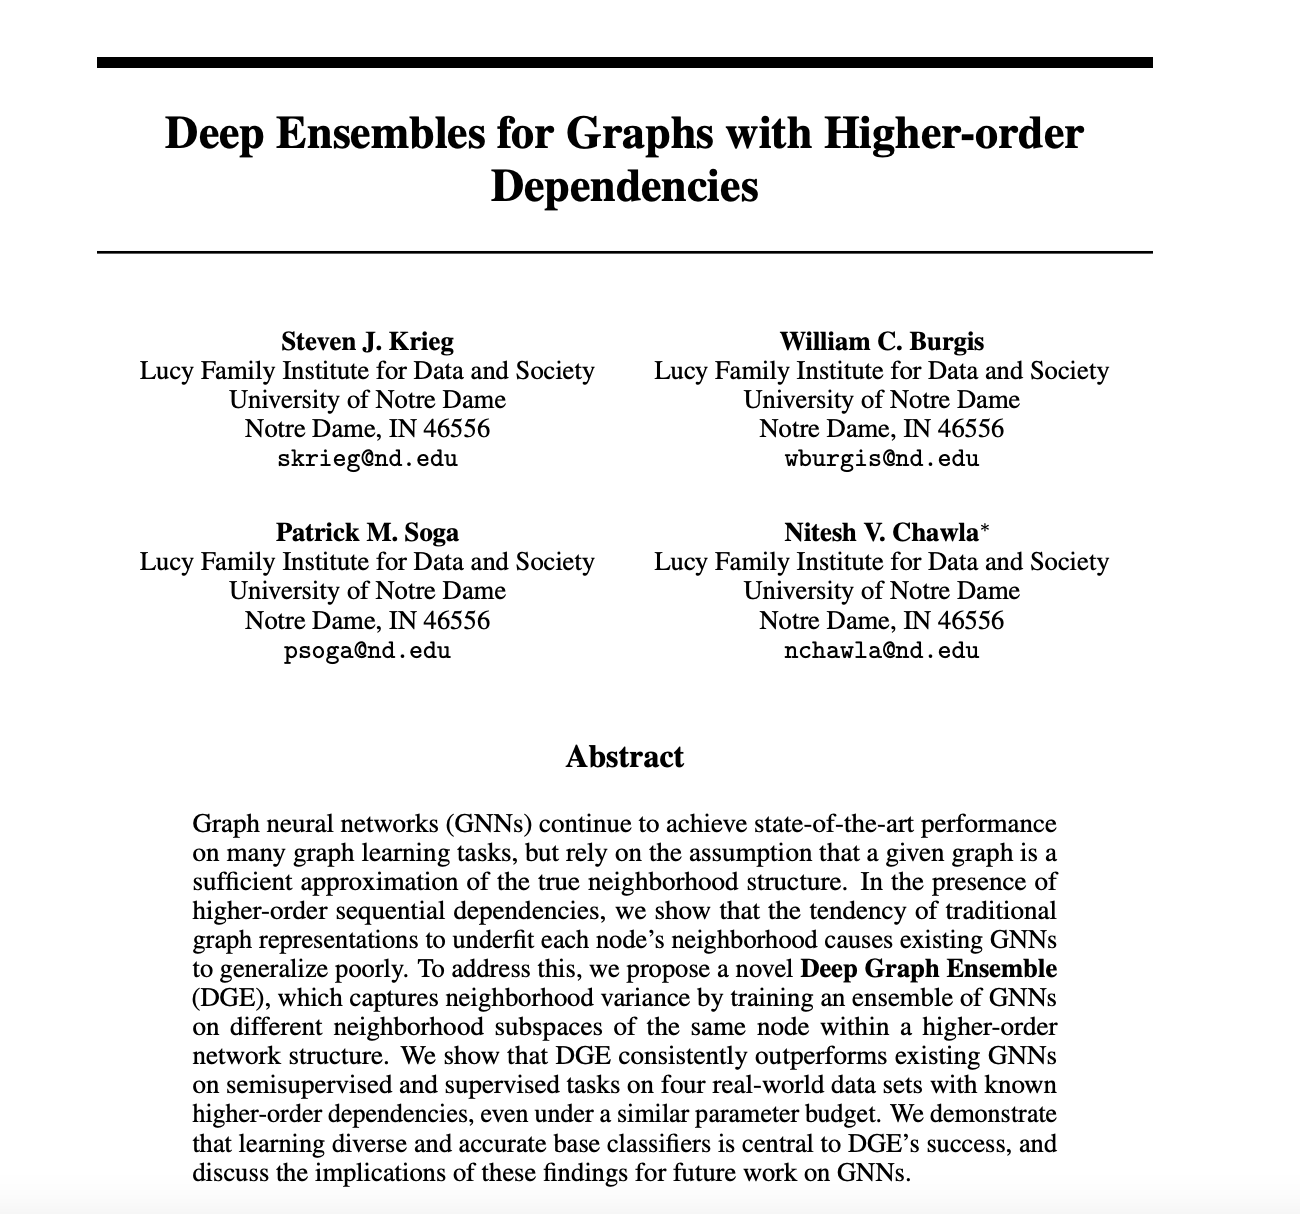 Deep Ensembles for Graphs with Higher-order
Dependencies
Steven J. Krieg
Lucy Family Institute for Data and Society
University of Notre Dame
Notre Dame, IN 46556
skrieg@nd.edu
William C. Burgis
Lucy Family Institute for Data and Society
University of Notre Dame
Notre Dame, IN 46556
wburgis@nd.edu
Patrick M. Soga
Lucy Family Institute for Data and Society
University of Notre Dame
Notre Dame, IN 46556
psoga@nd.edu
Nitesh V. Chawla*
Lucy Family Institute for Data and Society
University of Notre Dame
Notre Dame, IN 46556
nchawla@nd.edu
Abstract
Graph neural networks (GNNs) continue to achieve state-of-the-art performance
on many graph learning tasks, but rely on the assumption that a given graph is a
sufficient approximation of the true neighborhood structure. In the presence of
higher-order sequential dependencies, we show that the tendency of traditional
graph representations to underfit each node's neighborhood causes existing GNNs
to generalize poorly. To address this, we propose a novel Deep Graph Ensemble
(DGE), which captures neighborhood variance by training an ensemble of GNNs
on different neighborhood subspaces of the same node within a higher-order
network structure. We show that DGE consistently outperforms existing GNNs
on semisupervised and supervised tasks on four real-world data sets with known
higher-order dependencies, even under a similar parameter budget. We demonstrate
that learning diverse and accurate base classifiers is central to DGE's success, and
discuss the implications of these findings for future work on GNNs.